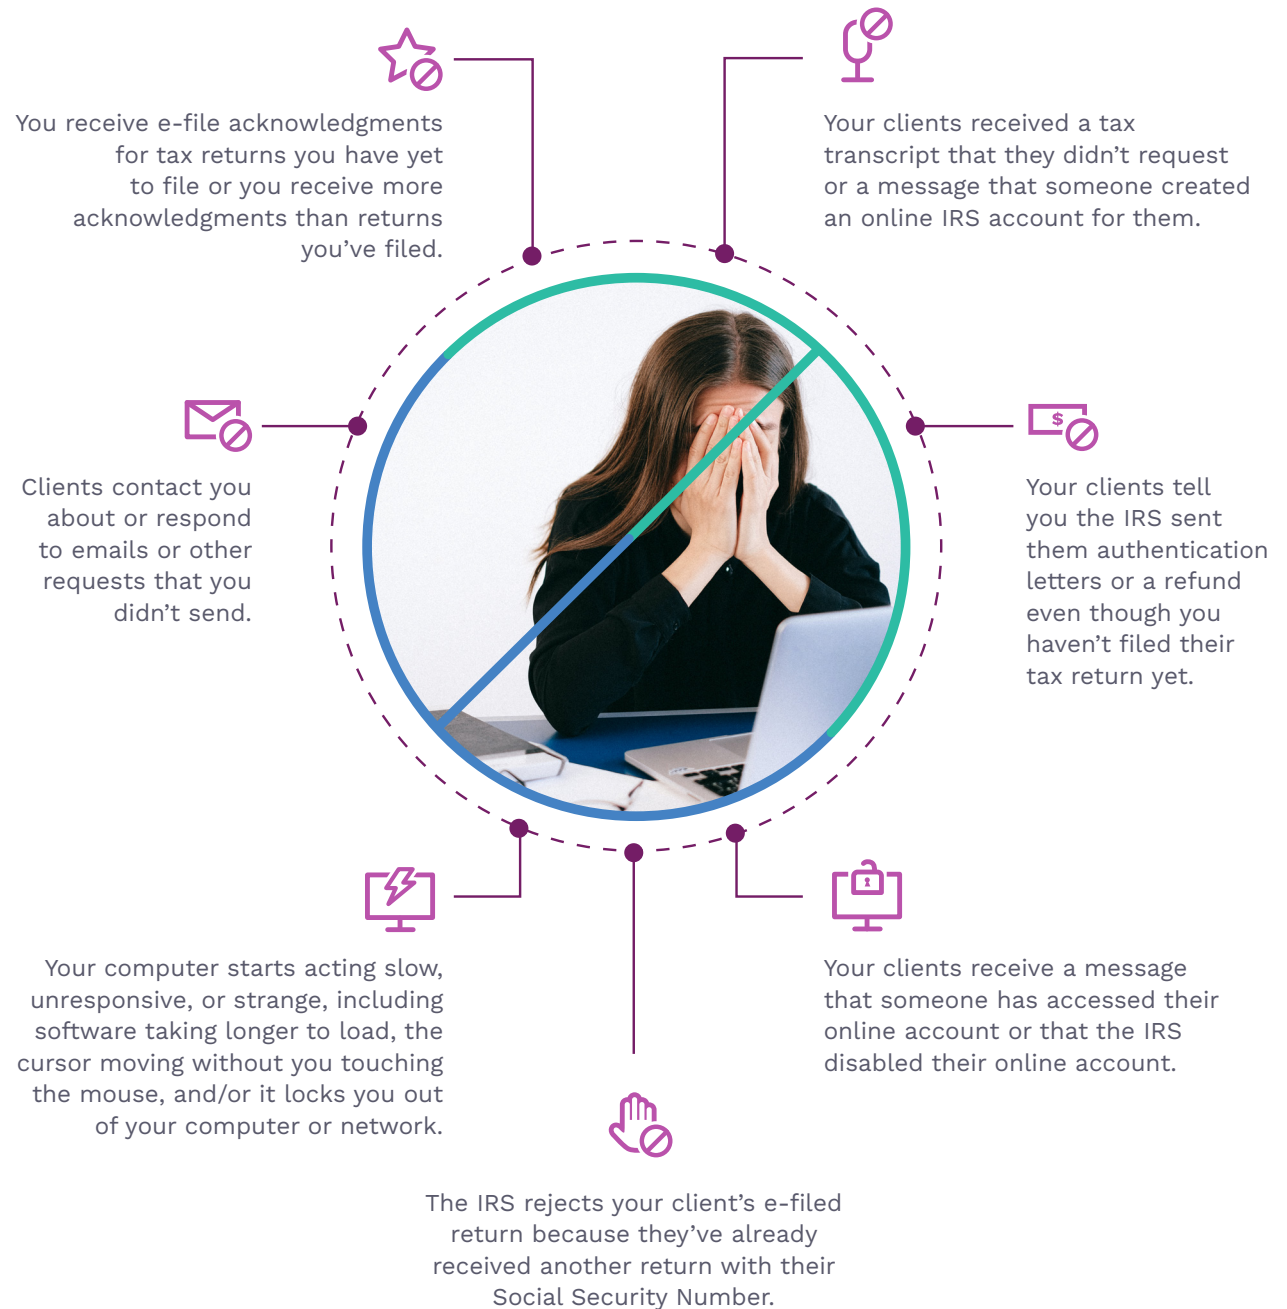 You receive e-file acknowledgments
for tax returns you have yet
to file or you receive more
acknowledgments than returns
you’ve filed.
Your clients received a tax
transcript that they didn’t request
or a message that someone created
an online IRS account for them.
Clients contact you
about or respond
to emails or other
requests that you
didn’t send.
$
Your clients tell
you the IRS sent
them authentication
letters or a refund
even though you
haven’t filed their
tax return yet.
Your computer starts acting slow,
unresponsive, or strange, including
software taking longer to load, the
cursor moving without you touching
the mouse, and/or it locks you out
of your computer or network.
Your clients receive a message
that someone has accessed their
online account or that the IRS
disabled their online account.
The IRS rejects your client’s e-filed
return because they’ve already
received another return with their
Social Security Number.